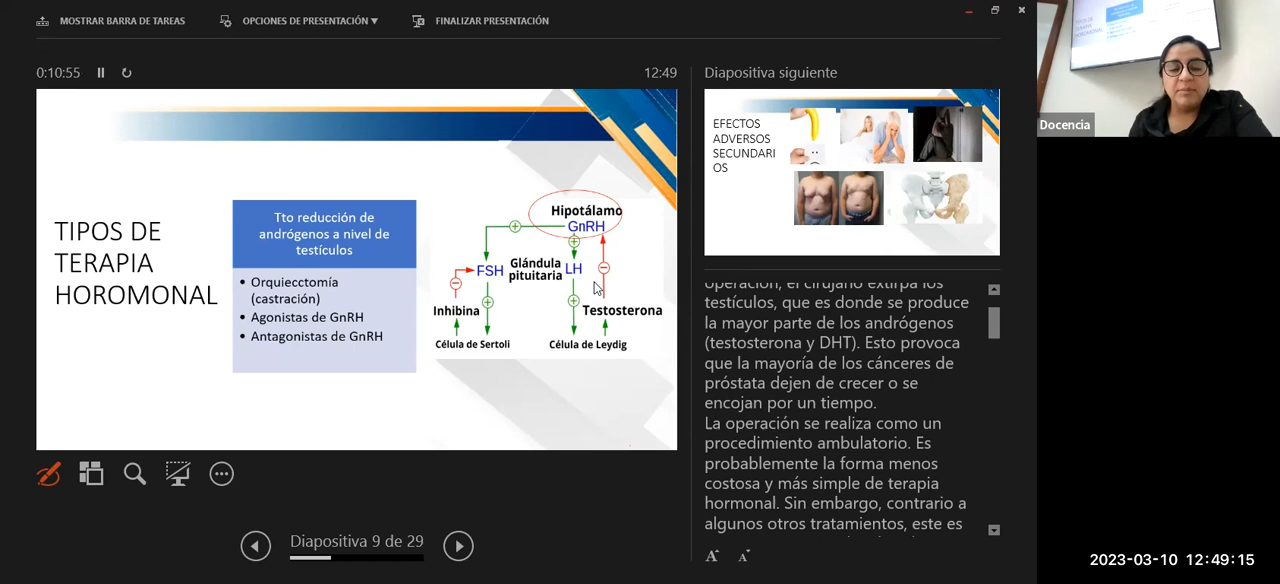 MOSTRAR BARRA DE TAREAS
OPCIONES DE PRESENTACIÓN ▼
FINALIZAR PRESENTACIÓN
0:10:55
12:49
TIPOS DE
TERAPIA
HOROMONAL
Tto reducción de
andrógenos a nivel de
testículos
• Orquiecctomía
(castración)
• Agonistas de GnRH
• Antagonistas de GnRH
Hipotálamo
GnRH
FSH
Glándula
pituitaria
LH
Inhibina
Testosterona
Célula de Sertoli
Célula de Leydig
Diapositiva 9 de 29
Diapositiva siguiente
EFECTOS
ADVERSOS
SECUNDARI
OS
operación, el cirujano extirpa los
testículos, que es donde se produce
la mayor parte de los andrógenos
(testosterona y DHT). Esto provoca
que la mayoría de los cánceres de
próstata dejen de crecer o se
encojan por un tiempo.
La operación se realiza como un
procedimiento ambulatorio. Es
probablemente la forma menos
costosa y más simple de terapia
hormonal. Sin embargo, contrario a
algunos otros tratamientos, este es
Docencia
2023-03-10 12:49:15